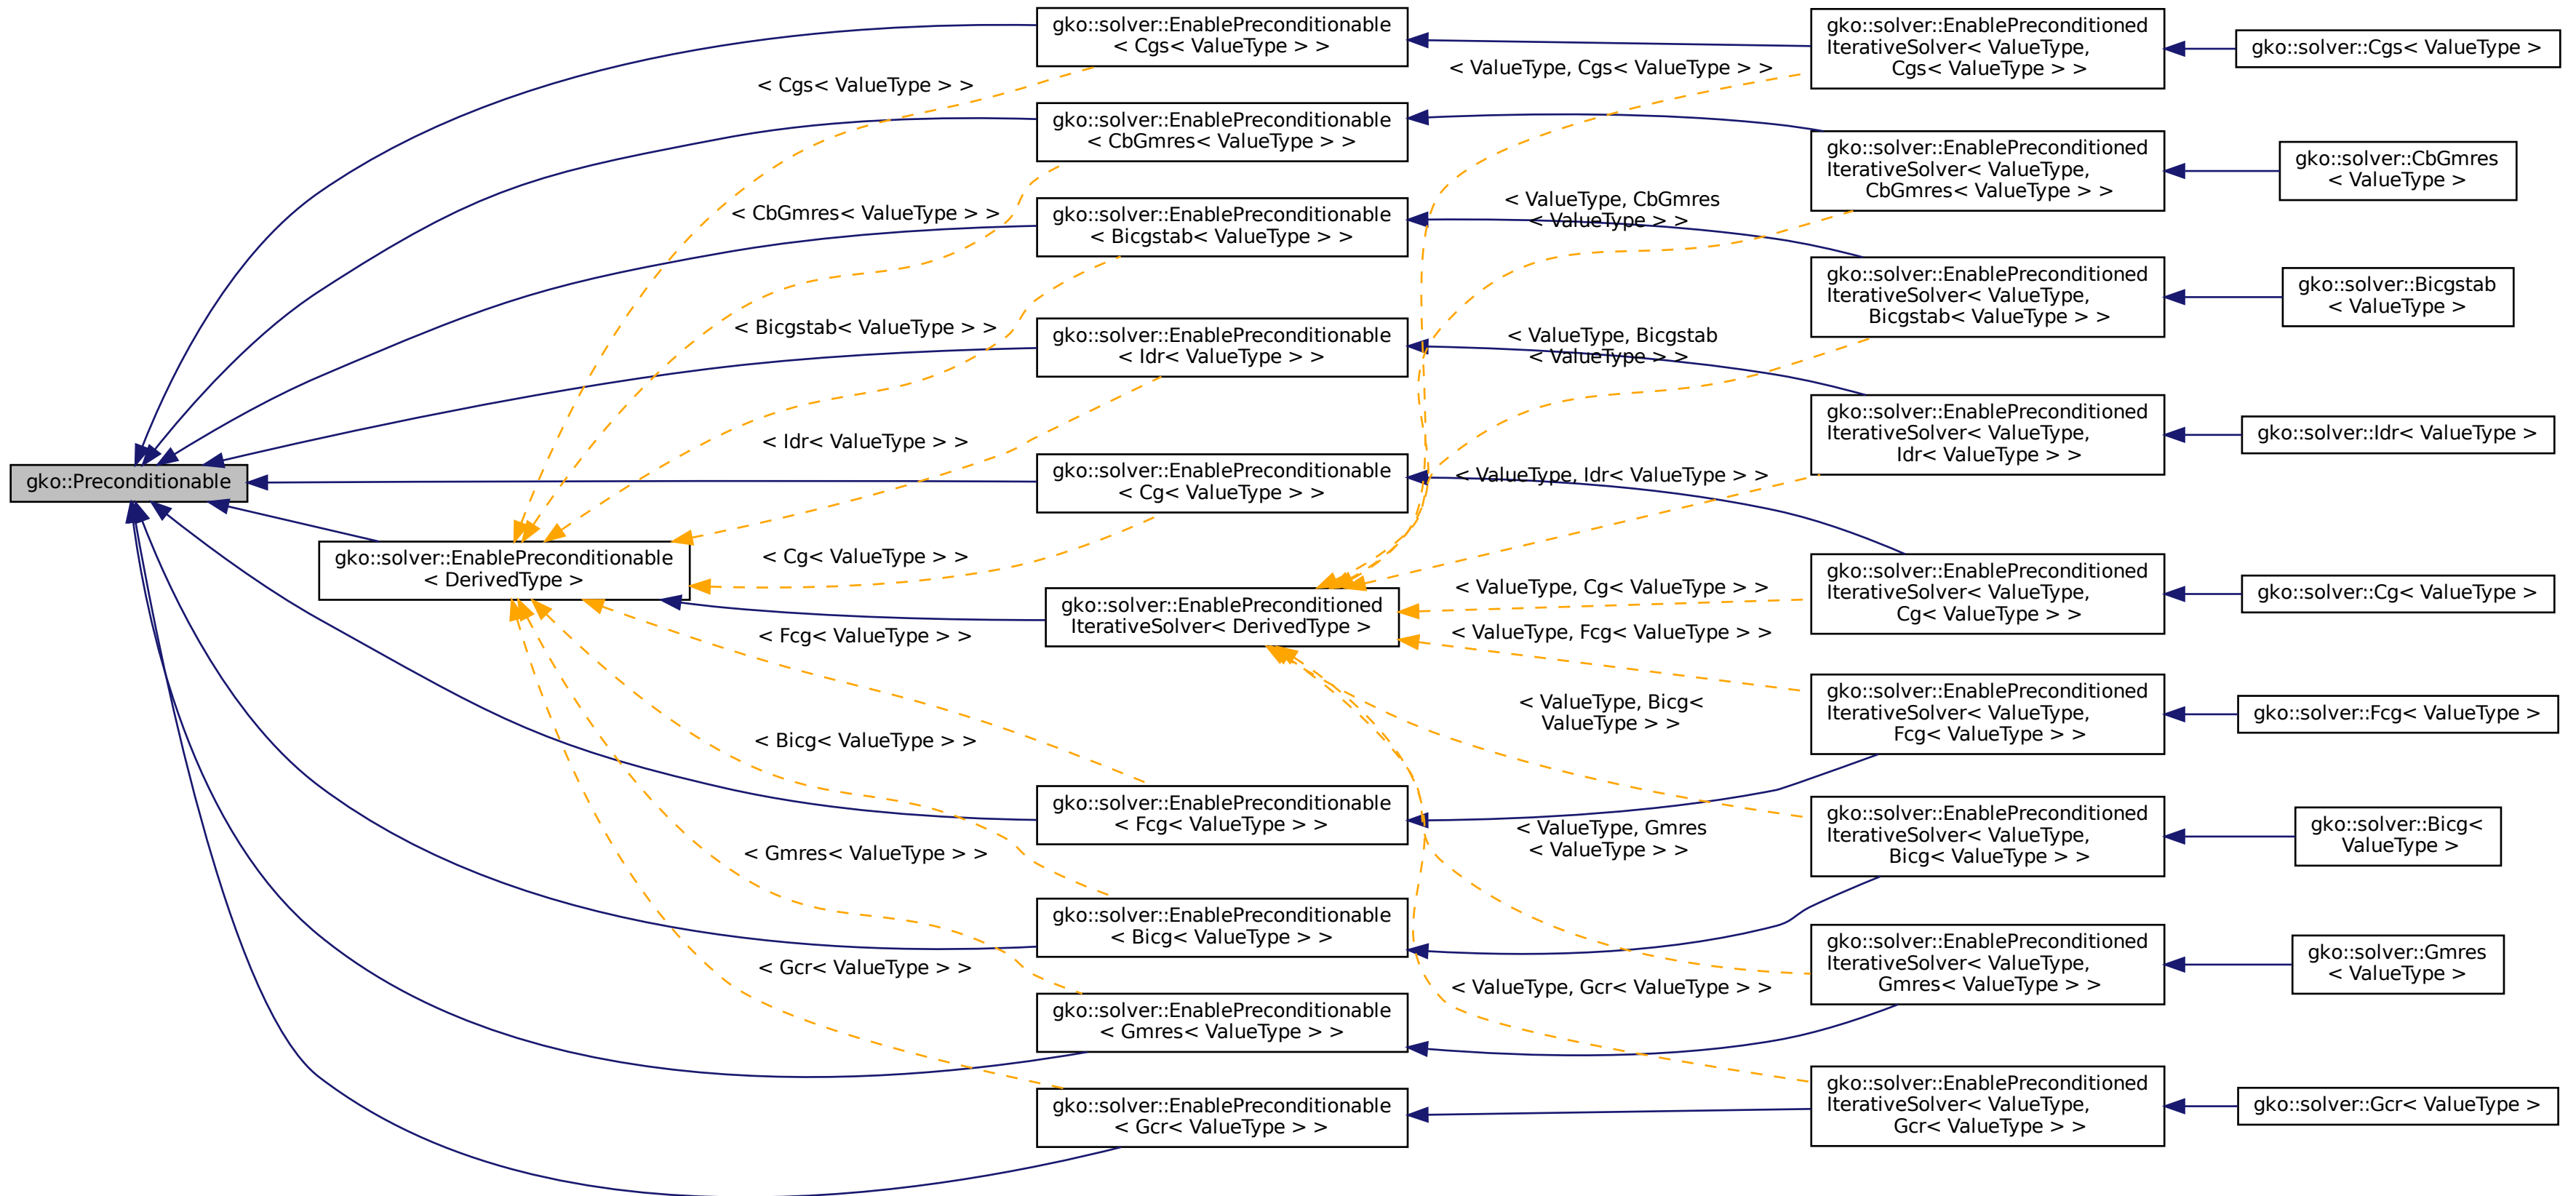 gko::Preconditionable
gko::solver::EnablePreconditionable
< DerivedType >
gko::solver::EnablePreconditionable
< Cgs< ValueType > >
gko::solver::EnablePreconditionable
< CbGmres< ValueType > >
gko::solver::EnablePreconditionable
< Bicgstab< ValueType > >
gko::solver::EnablePreconditionable
< Idr< ValueType > >
gko::solver::EnablePreconditionable
< Cg< ValueType > >
gko::solver::EnablePreconditioned
IterativeSolver< DerivedType >
gko::solver::EnablePreconditionable
< Fcg< ValueType > >
gko::solver::EnablePreconditionable
< Bicg< ValueType > >
gko::solver::EnablePreconditionable
< Gmres< ValueType > >
gko::solver::EnablePreconditionable
< Gcr< ValueType > >
< Cgs< ValueType > >
< CbGmres< ValueType > >
< Bicgstab< ValueType > >
< Idr< ValueType > >
< Cg< ValueType > >
< Fcg< ValueType > >
< Bicg< ValueType > >
< Gmres< ValueType > >
< Gcr< ValueType > >
< ValueType, Cgs< ValueType > >
< ValueType, CbGmres
< ValueType > >
< ValueType, Bicgstab
< ValueType > >
< ValueType, Idr< ValueType > >
< ValueType, Cg< ValueType > >
< ValueType, Fcg< ValueType > >
< ValueType, Bicg<
ValueType > >
< ValueType, Gmres
< ValueType > >
< ValueType, Gcr< ValueType > >
gko::solver::EnablePreconditioned
IterativeSolver< ValueType,
Cgs< ValueType > >
gko::solver::EnablePreconditioned
IterativeSolver< ValueType,
CbGmres< ValueType > >
gko::solver::EnablePreconditioned
IterativeSolver< ValueType,
Bicgstab< ValueType > >
gko::solver::EnablePreconditioned
IterativeSolver< ValueType,
Idr< ValueType > >
gko::solver::EnablePreconditioned
IterativeSolver< ValueType,
Cg< ValueType > >
gko::solver::EnablePreconditioned
IterativeSolver< ValueType,
Fcg< ValueType > >
gko::solver::EnablePreconditioned
IterativeSolver< ValueType,
Bicg< ValueType > >
gko::solver::EnablePreconditioned
IterativeSolver< ValueType,
Gmres< ValueType > >
gko::solver::EnablePreconditioned
IterativeSolver< ValueType,
Gcr< ValueType > >
gko::solver::Cgs< ValueType >
gko::solver::CbGmres
< ValueType >
gko::solver::Bicgstab
< ValueType >
gko::solver::Idr< ValueType >
gko::solver::Cg< ValueType >
gko::solver::Fcg< ValueType >
gko::solver::Bicg<
ValueType >
gko::solver::Gmres
< ValueType >
gko::solver::Gcr< ValueType >